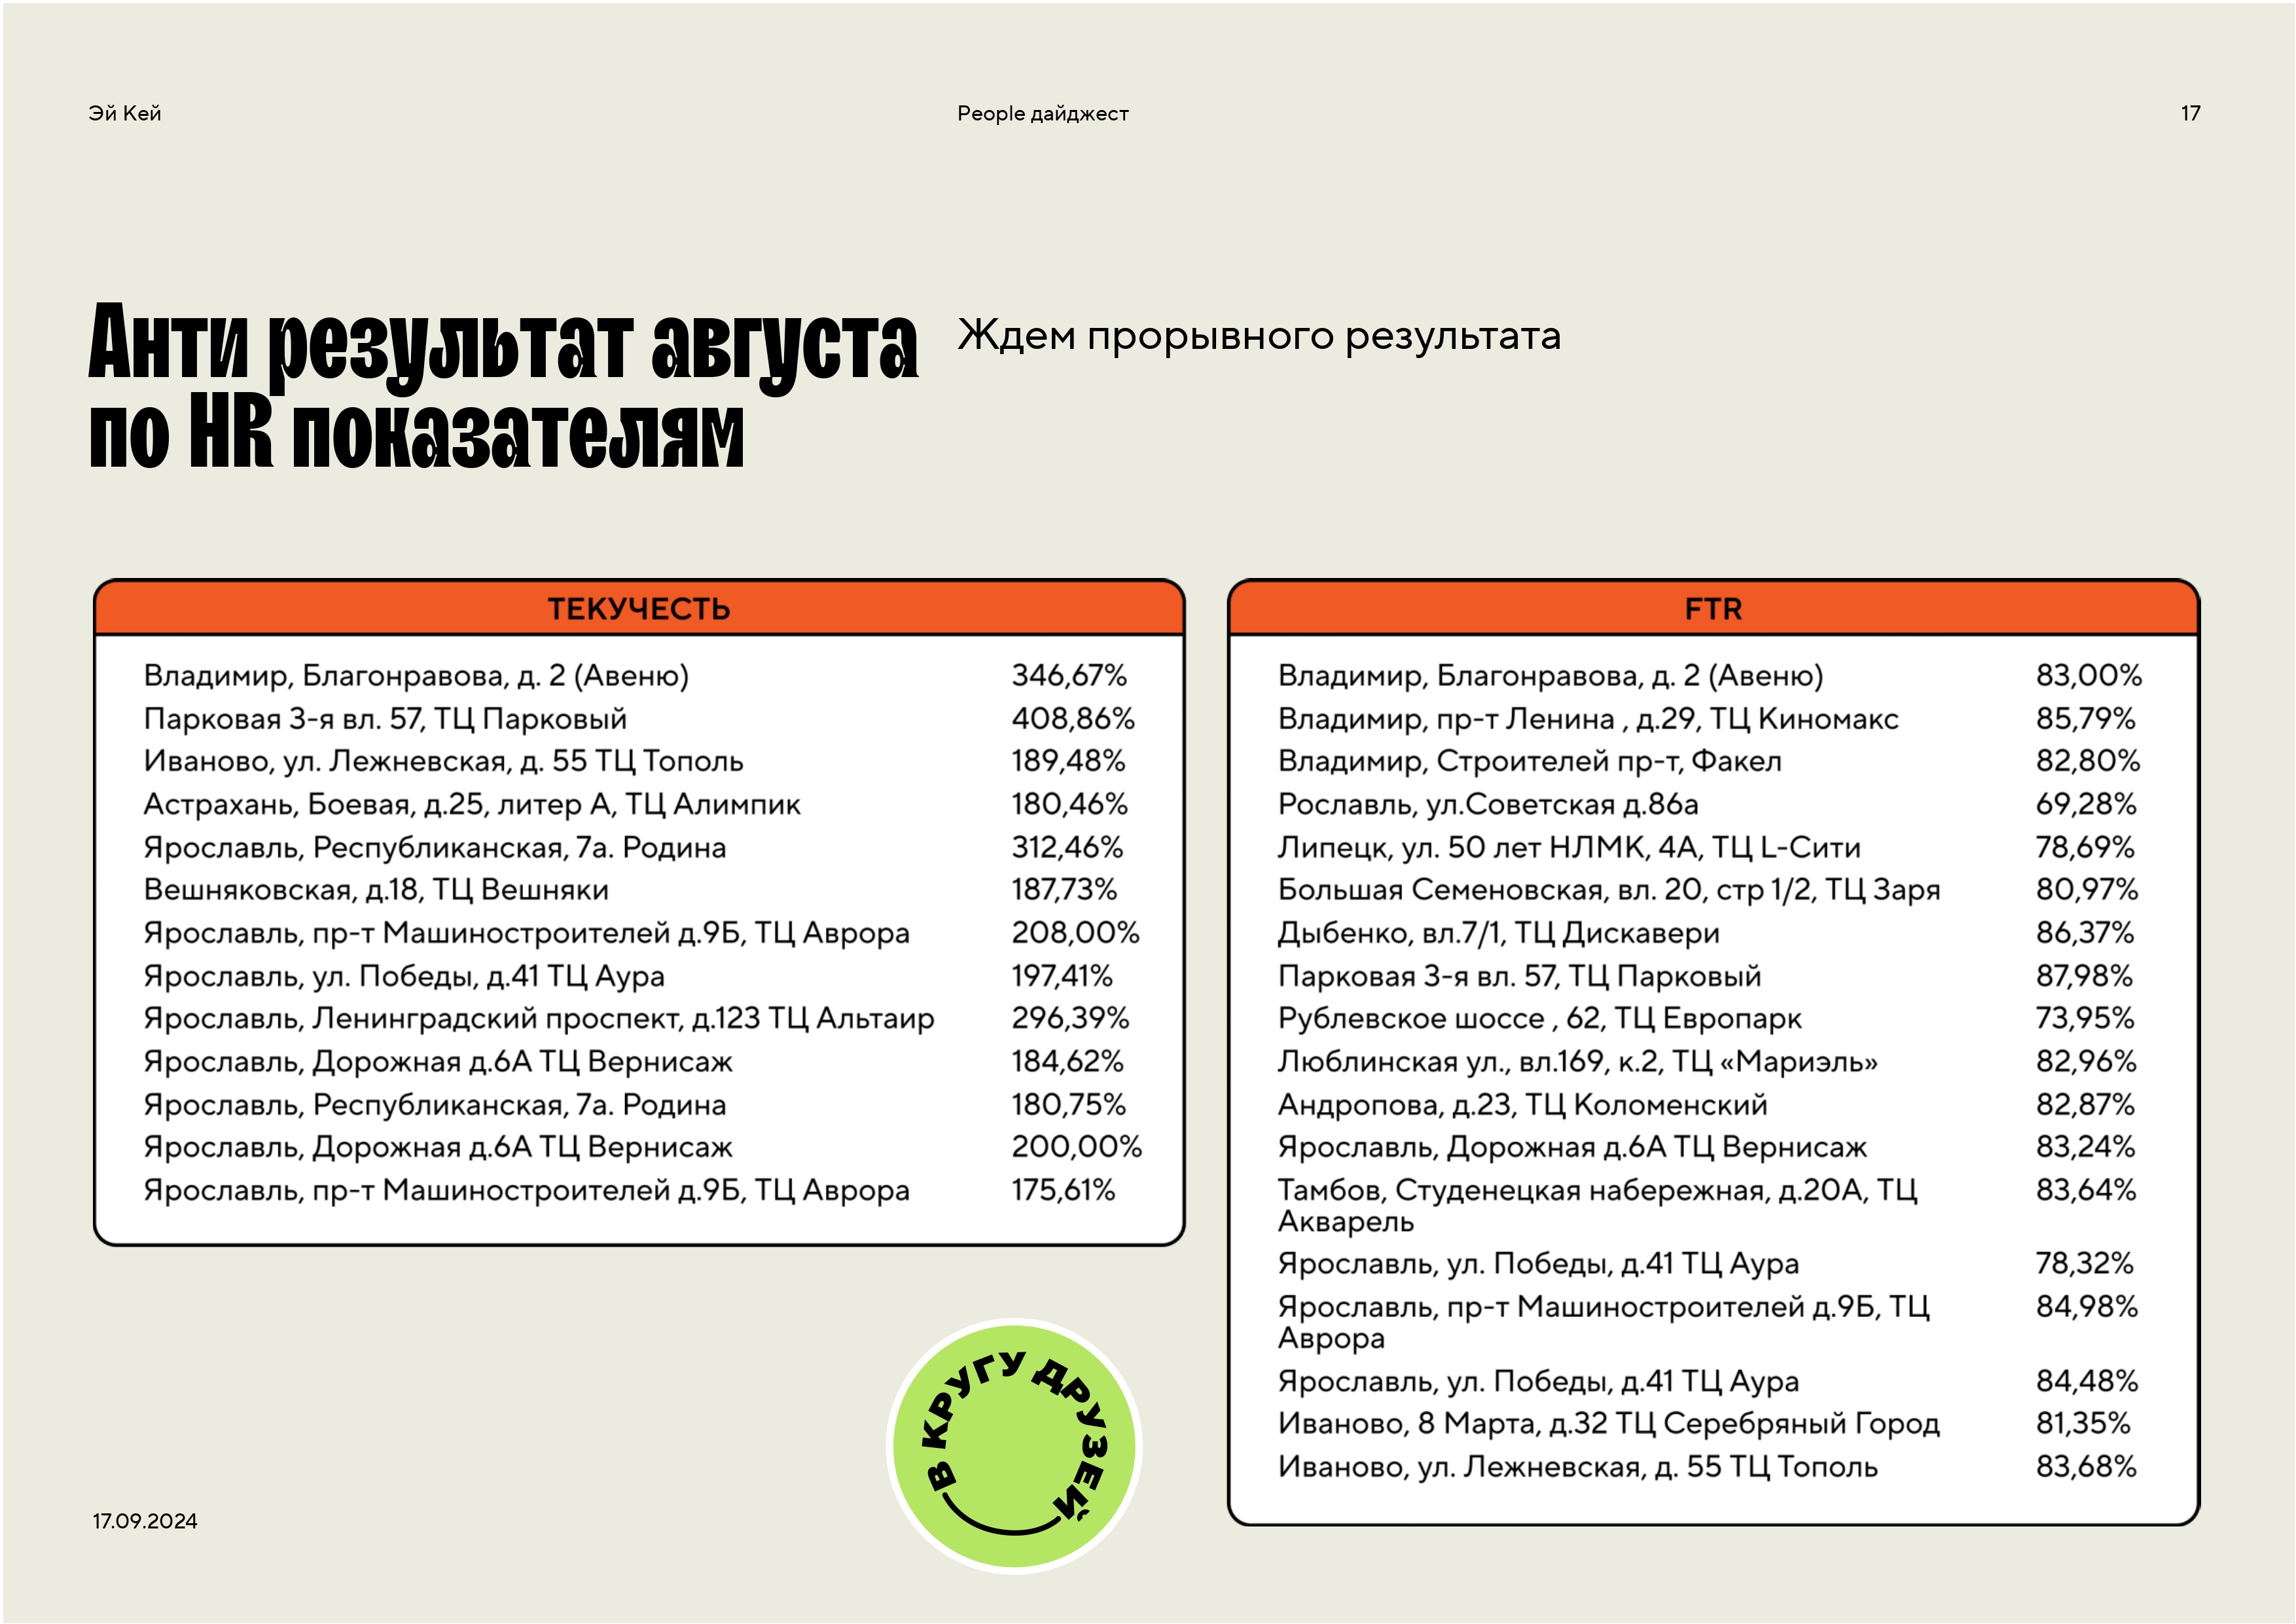 Эй Кей
People дайджест
17
Анти результат августа
по HR показателям
Ждем прорывного результата
ТЕКУЧЕСТЬ
Владимир, Благонравова, д. 2 (Авеню) 346,67%
Парковая 3-я вл. 57, ТЦ Парковый 408,86%
Иваново, ул. Лежневская, д. 55 ТЦ Тополь 189,48%
Астрахань, Боевая, д.25, литер А, ТЦ Алимпик 180,46%
Ярославль, Республиканская, 7а. Родина 312,46%
Вешняковская, д.18, ТЦ Вешняки 187,73%
Ярославль, пр-т Машиностроителей д.9Б, ТЦ Аврора 208,00%
Ярославль, ул. Победы, д.41 ТЦ Аура 197,41%
Ярославль, Ленинградский проспект, д.123 ТЦ Альтаир 296,39%
Ярославль, Дорожная д.6А ТЦ Вернисаж 184,62%
Ярославль, Республиканская, 7а. Родина 180,75%
Ярославль, Дорожная д.6А ТЦ Вернисаж 200,00%
Ярославль, пр-т Машиностроителей д.9Б, ТЦ Аврора 175,61%
FTR
Владимир, Благонравова, д. 2 (Авеню) 83,00%
Владимир, пр-т Ленина , д.29, ТЦ Киномакс 85,79%
Владимир, Строителей пр-т, Факел 82,80%
Рославль, ул.Советская д.86а 69,28%
Липецк, ул. 50 лет НЛМК, 4А, ТЦ L-Сити 78,69%
Большая Семеновская, вл. 20, стр 1/2, ТЦ Заря 80,97%
Дыбенко, вл.7/1, ТЦ Дискавери 86,37%
Парковая 3-я вл. 57, ТЦ Парковый 87,98%
Рублевское шоссе , 62, ТЦ Европарк 73,95%
Люблинская ул., вл.169, к.2, ТЦ «Мариэль» 82,96%
Андропова, д.23, ТЦ Коломенский 82,87%
Ярославль, Дорожная д.6А ТЦ Вернисаж 83,24%
Тамбов, Студенецкая набережная, д.20А, ТЦ 83,64%
Акварель
Ярославль, ул. Победы, д.41 ТЦ Аура 78,32%
Ярославль, пр-т Машиностроителей д.9Б, ТЦ 84,98%
Аврора
Ярославль, ул. Победы, д.41 ТЦ Аура 84,48%
Иваново, 8 Марта, д.32 ТЦ Серебряный Город 81,35%
Иваново, ул. Лежневская, д. 55 ТЦ Тополь 83,68%
В КРУГУ ДРУЗЕЙ
17.09.2024